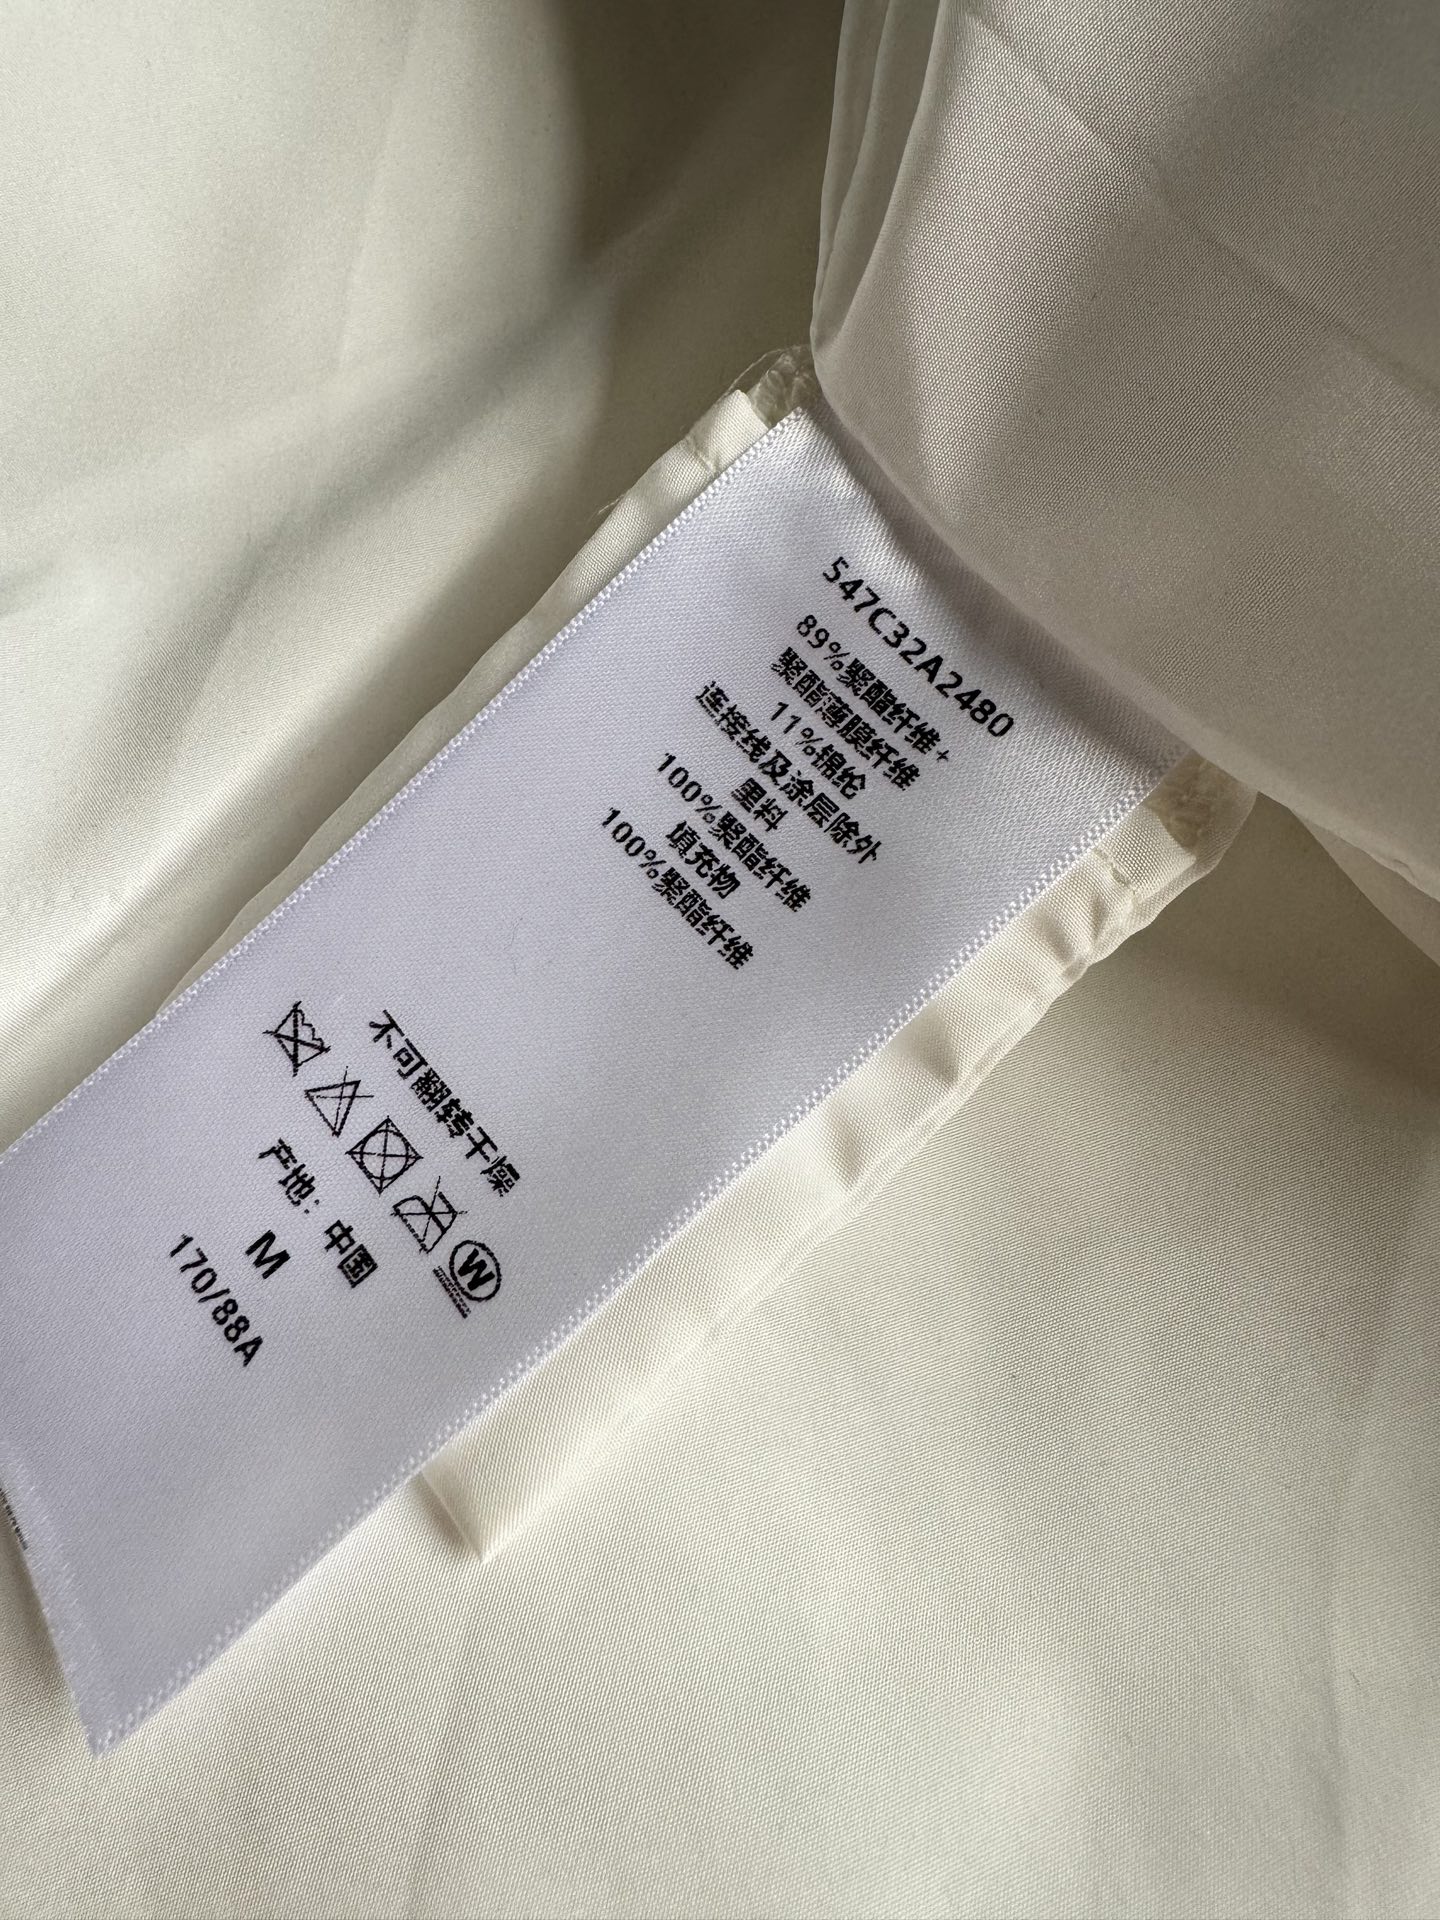 547C32A2480
89%聚酯纤维+
聚酯薄膜纤维
11%锦纶
连接线及涂层除外
里料
100%聚酯纤维
填充物
100%聚酯纤维
不可翻转干燥
W
产地：中国
M
170/88A